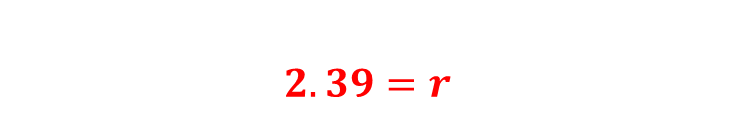 2.39 = r